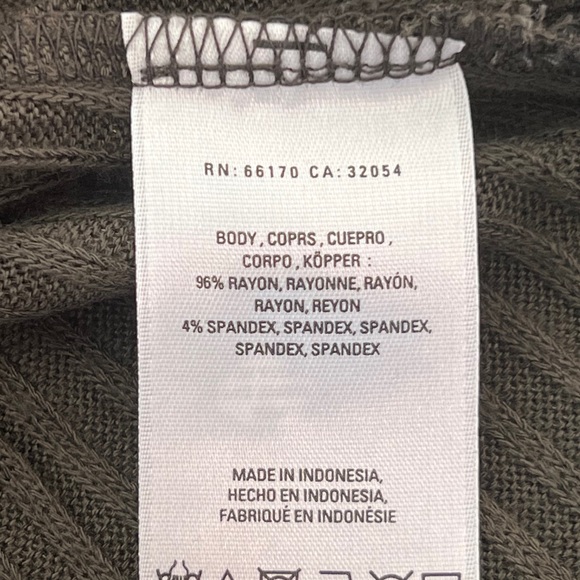 RN: 66170 CA: 32054
BODY, COPRS, CUEPRO,
CORPO, KÖPPER :
96% RAYON, RAYONNE, RAYÓN,
RAYON, REYON
4% SPANDEX, SPANDEX, SPANDEX,
SPANDEX, SPANDEX
MADE IN INDONESIA,
HECHO EN INDONESIA,
FABRIQUÉ EN INDONÉSIE